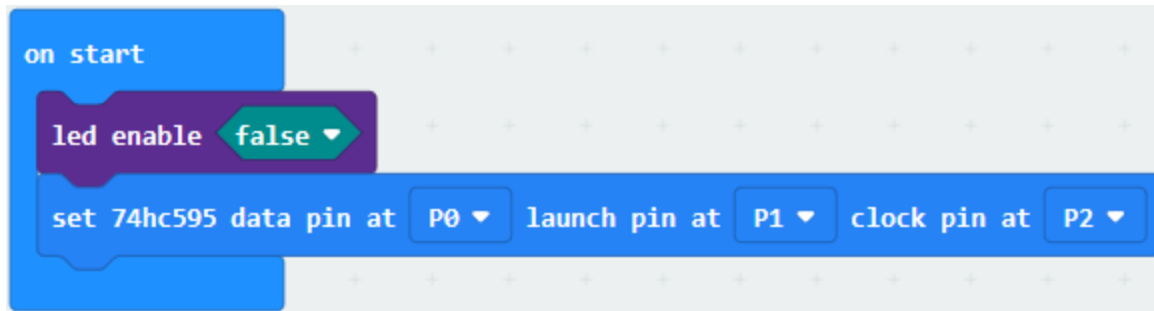 on start
led enable false
set 74hc595 data pin at P0 launch pin at P1 clock pin at P2